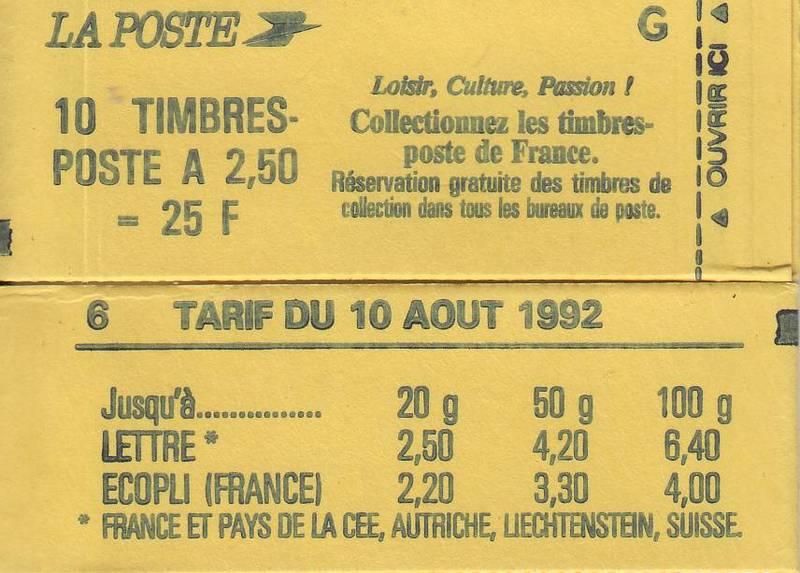 LA POSTE
G
10 TIMBRES-
POSTE A 2,50
= 25 F
Loisir, Culture, Passion !
Collectionnez les timbres-
poste de France.
Réservation gratuite des timbres de
collection dans tous les bureaux de poste.
OUVRIR ICI
6 TARIF DU 10 AOUT 1992
Jusqu'à............... 20 g 50 g 100 g
LETTRE * 2,50 4,20 6,40
ECOPLI (FRANCE) 2,20 3,30 4,00
* FRANCE ET PAYS DE LA CEE, AUTRICHE, LIECHTENSTEIN, SUISSE.